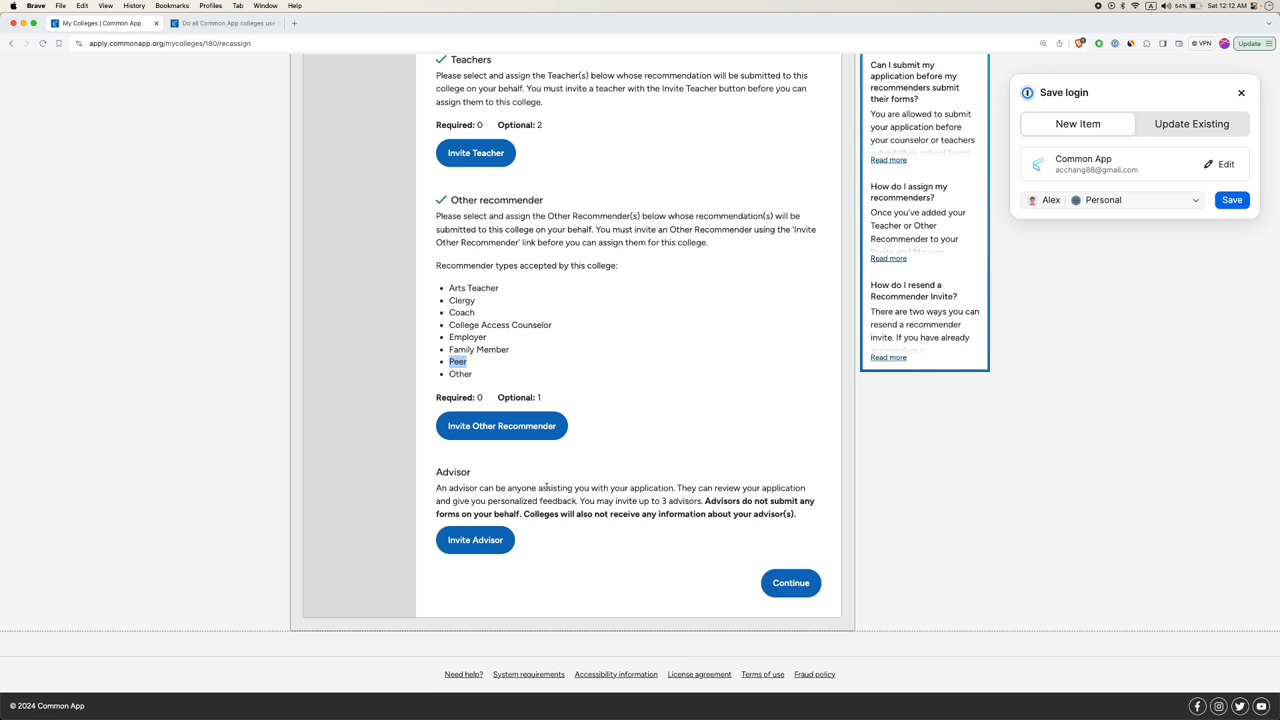 Brave File Edit View History Bookmarks Profiles Tab Window Help
54%
Sat 12:12 AM
My Colleges | Common App
Do all Common App colleges use
apply.commonapp.org/mycolleges/180/recassign
VPN
Update
Teachers
Please select and assign the Teacher(s) below whose recommendation will be submitted to this
college on your behalf. You must invite a teacher with the Invite Teacher button before you can
assign them to this college.
Required: 0 Optional: 2
Invite Teacher
Other recommender
Please select and assign the Other Recommender(s) below whose recommendation(s) will be
submitted to this college on your behalf. You must invite an Other Recommender using the 'Invite
Other Recommender' link before you can assign them for this college.
Recommender types accepted by this college:
Arts Teacher
Clergy
Coach
College Access Counselor
Employer
Family Member
Peer
Other
Required: 0 Optional: 1
Invite Other Recommender
Advisor
An advisor can be anyone assisting you with your application. They can review your application
and give you personalized feedback. You may invite up to 3 advisors. Advisors do not submit any
forms on your behalf. Colleges will also not receive any information about your advisor(s).
Invite Advisor
Continue
Can I submit my
application before my
recommenders submit
their forms?
You are allowed to submit
your application before
your counselor or teachers
submit their school forms
Read more
How do I assign my
recommenders?
Once you've added your
Teacher or Other
Recommender to your
Read more
How do I resend a
Recommender Invite?
There are two ways you can
resend a recommender
invite. If you have already
Read more
Save login
New Item
Update Existing
Common App
acchang88@gmail.com
Edit
Alex
Personal
Save
Need help? System requirements Accessibility information License agreement Terms of use Fraud policy
© 2024 Common App